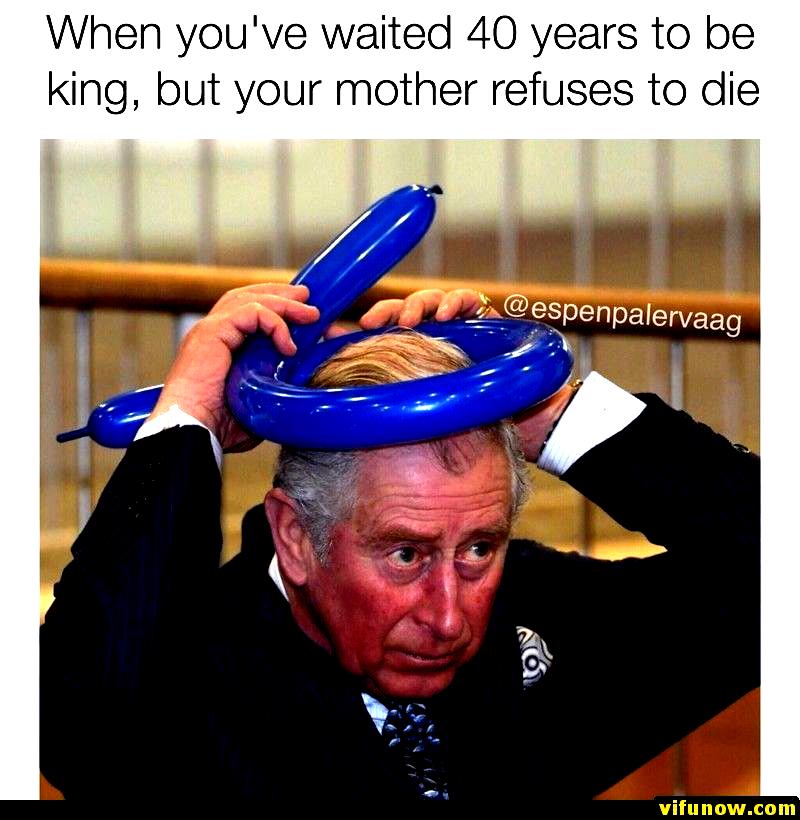 When you've waited 40 years to be
king, but your mother refuses to die
@espenpalervaag
vifunow.com